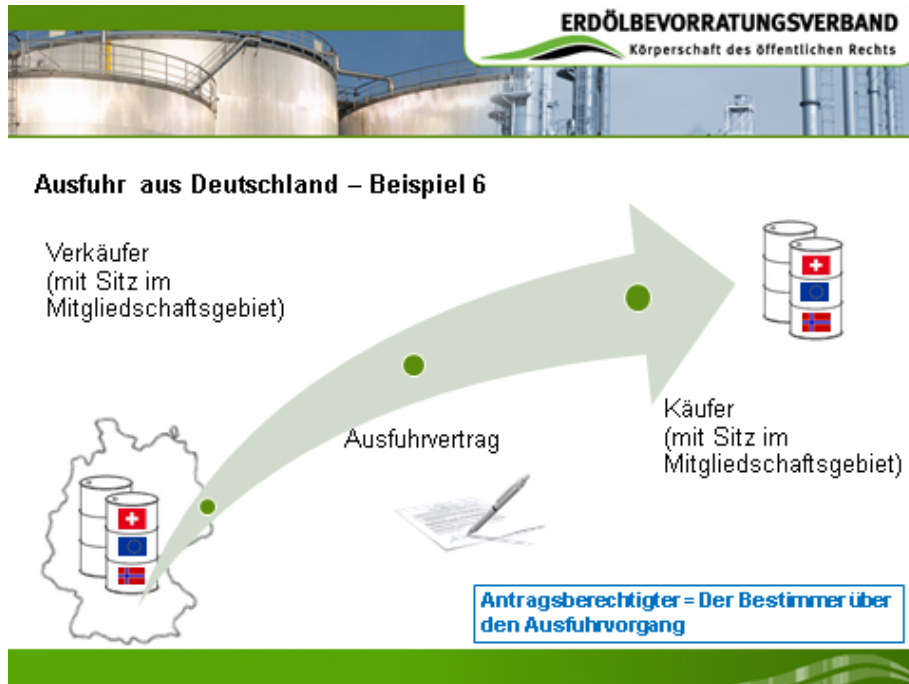 ERDÖLBEVORRATUNGSVERBAND
Körperschaft des öffentlichen Rechts
Ausfuhr aus Deutschland – Beispiel 6
Verkäufer
(mit Sitz im
Mitgliedschaftsgebiet)
Ausfuhrvertrag
Käufer
(mit Sitz im
Mitgliedschaftsgebiet)
Antragsberechtigter = Der Bestimmer über
den Ausfuhrvorgang